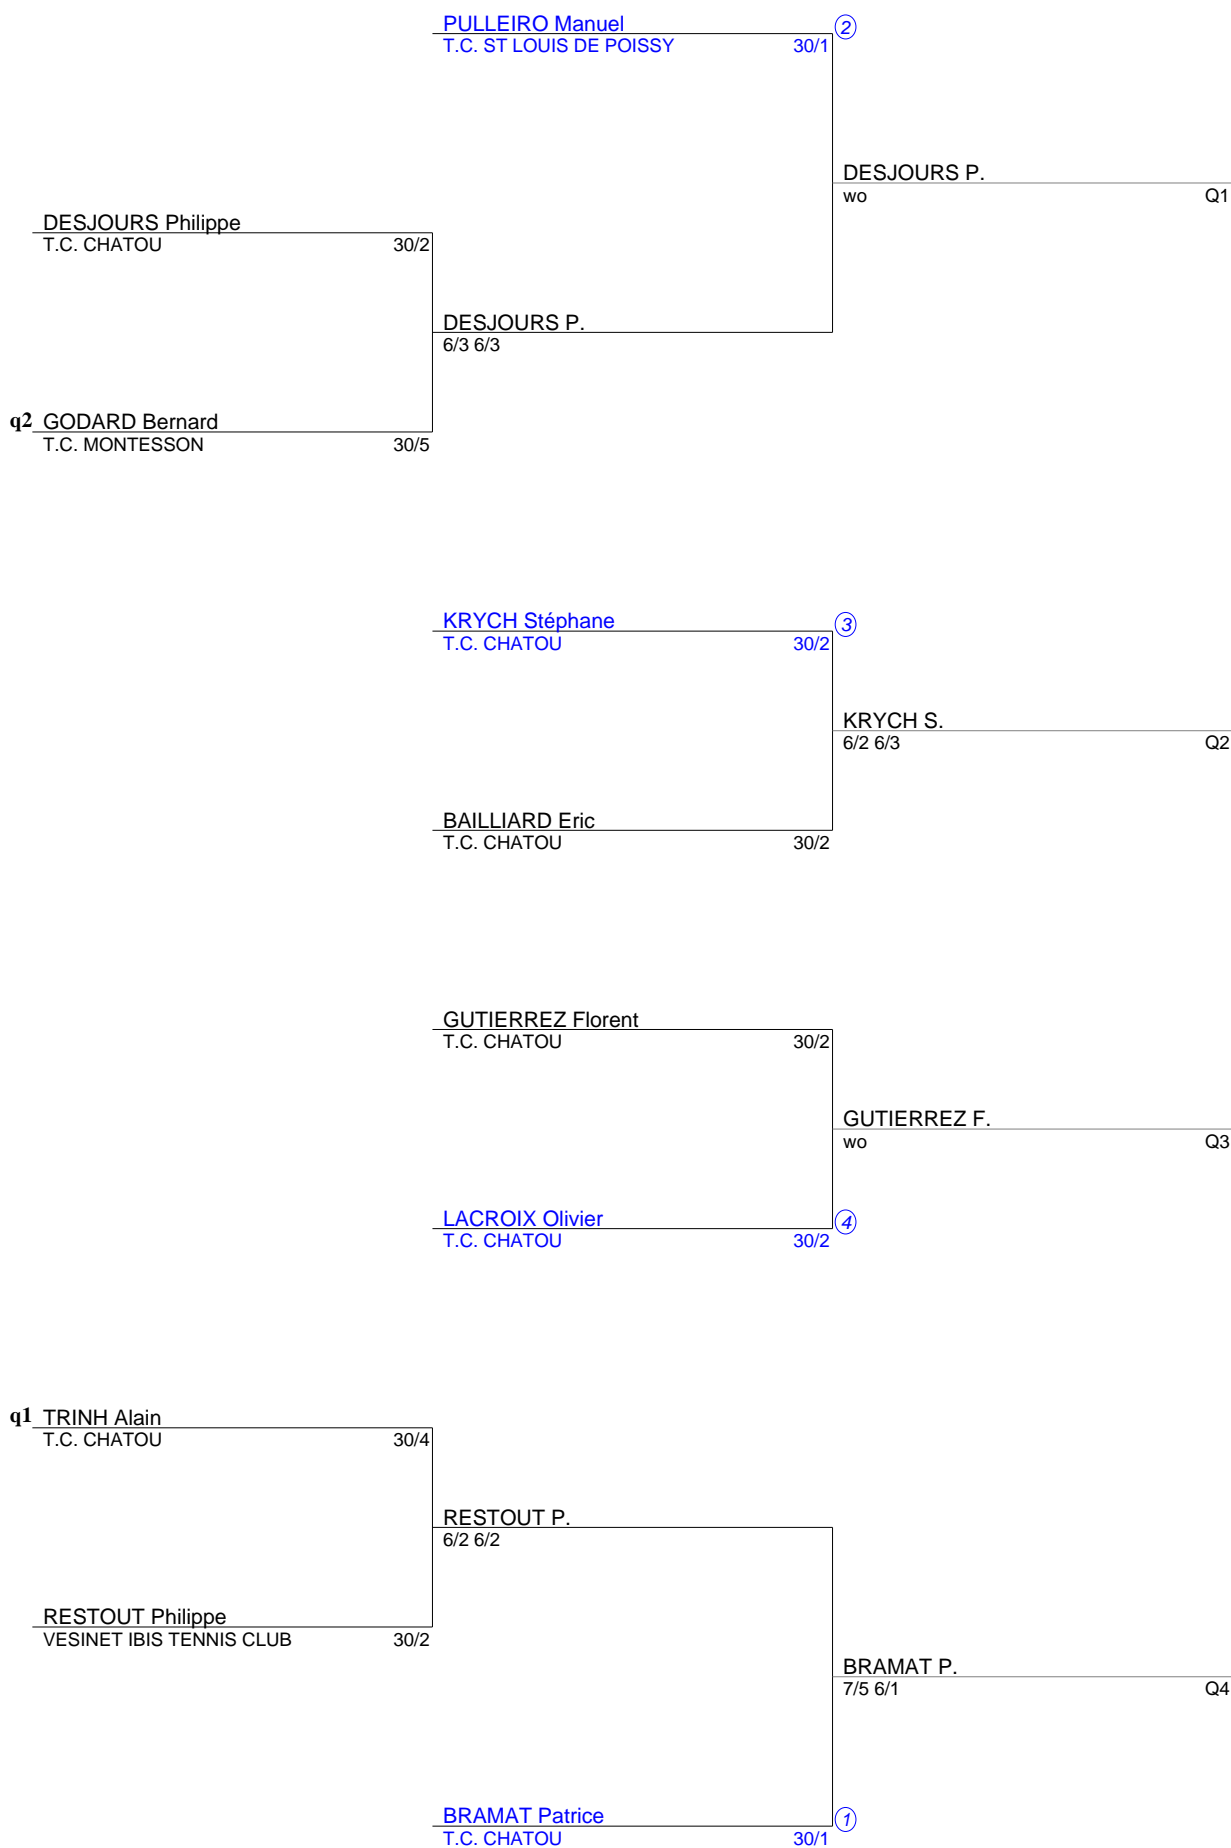 PULLEIRO Manuel 2
T.C. ST LOUIS DE POISSY 30/1
DESJOURS P.
wo Q1
DESJOURS Philippe
T.C. CHATOU 30/2
DESJOURS P.
6/3 6/3
q2 GODARD Bernard
T.C. MONTESSON 30/5
KRYCH Stéphane 3
T.C. CHATOU 30/2
KRYCH S.
6/2 6/3 Q2
BAILLIARD Eric
T.C. CHATOU 30/2
GUTIERREZ Florent
T.C. CHATOU 30/2
GUTIERREZ F.
wo Q3
LACROIX Olivier 4
T.C. CHATOU 30/2
q1 TRINH Alain
T.C. CHATOU 30/4
RESTOUT P.
6/2 6/2
RESTOUT Philippe
VESINET IBIS TENNIS CLUB 30/2
BRAMAT P.
7/5 6/1 Q4
BRAMAT Patrice 1
T.C. CHATOU 30/1